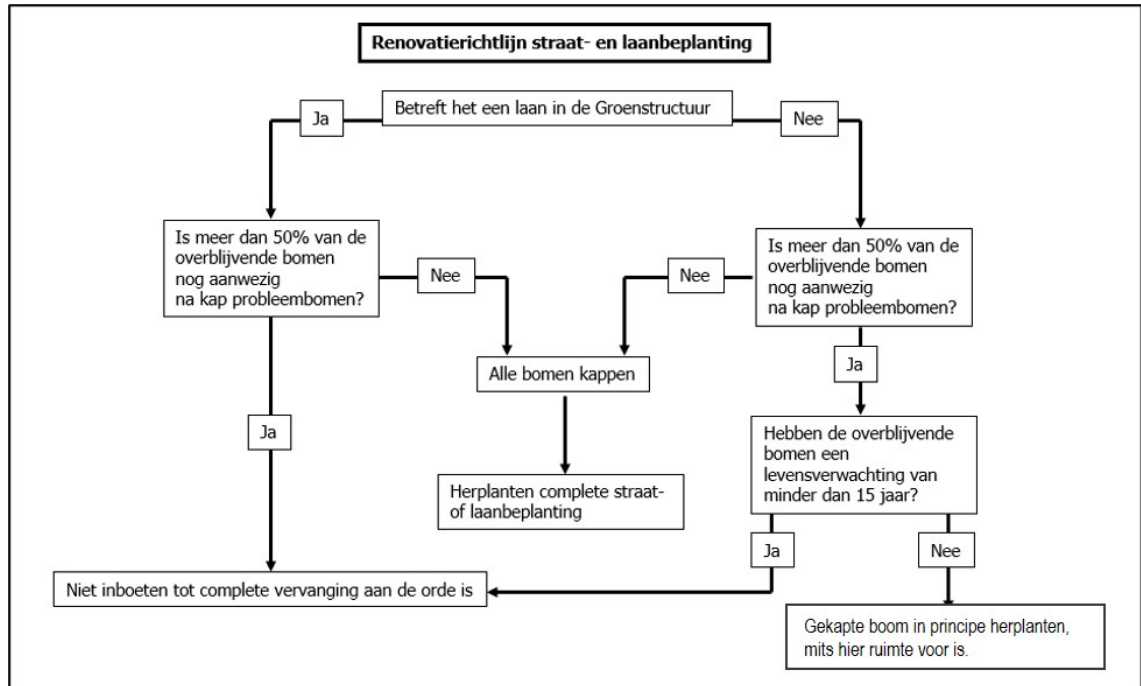 Renovatierichtlijn straat- en laanbeplanting
Betreft het een laan in de Groenstructuur
Ja
Nee
Is meer dan 50% van de
overblijvende bomen
nog aanwezig
na kap probleembomen?
Nee
Nee
Is meer dan 50% van de
overblijvende bomen
nog aanwezig
na kap probleembomen?
Alle bomen kappen
Ja
Ja
Hebben de overblijvende
bomen een
levensverwachting van
minder dan 15 jaar?
Herplanten complete straat-
of laanbeplanting
Ja
Nee
Niet inboeten tot complete vervanging aan de orde is
Gekapte boom in principe herplanten,
mits hier ruimte voor is.